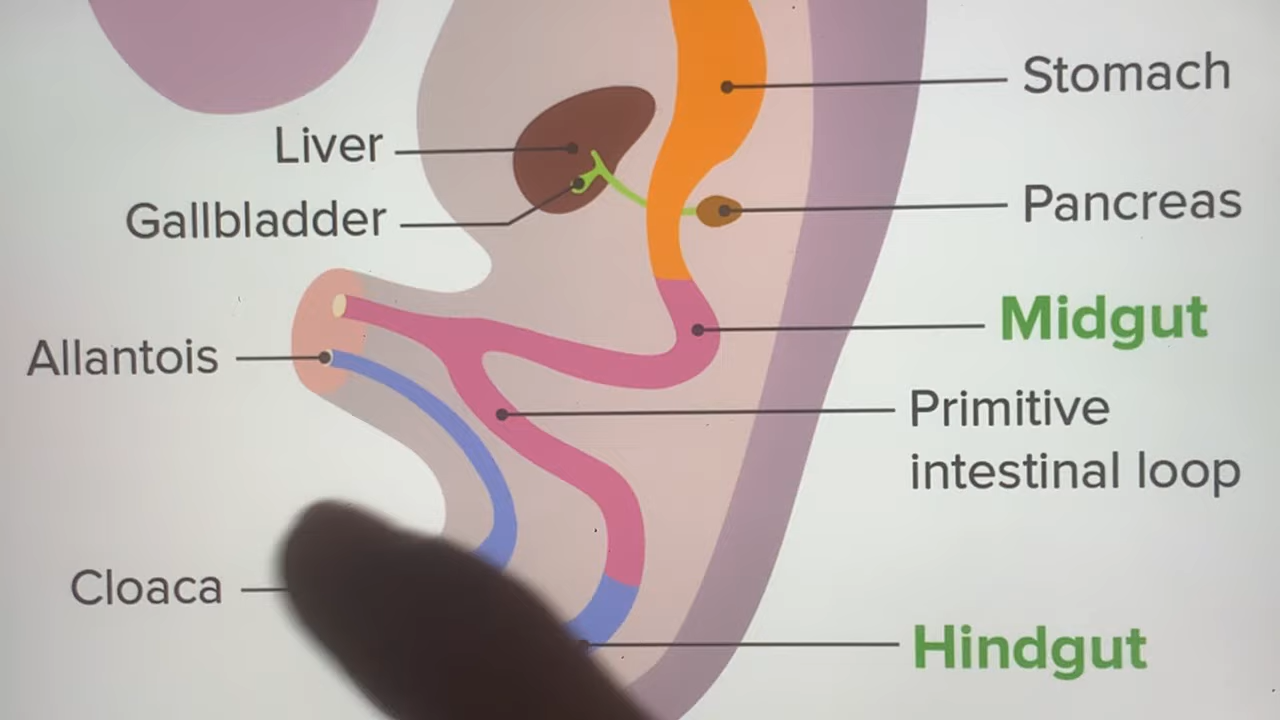 Stomach
Liver
Pancreas
Gallbladder
Midgut
Allantois
Primitive
intestinal loop
Cloaca
Hindgut